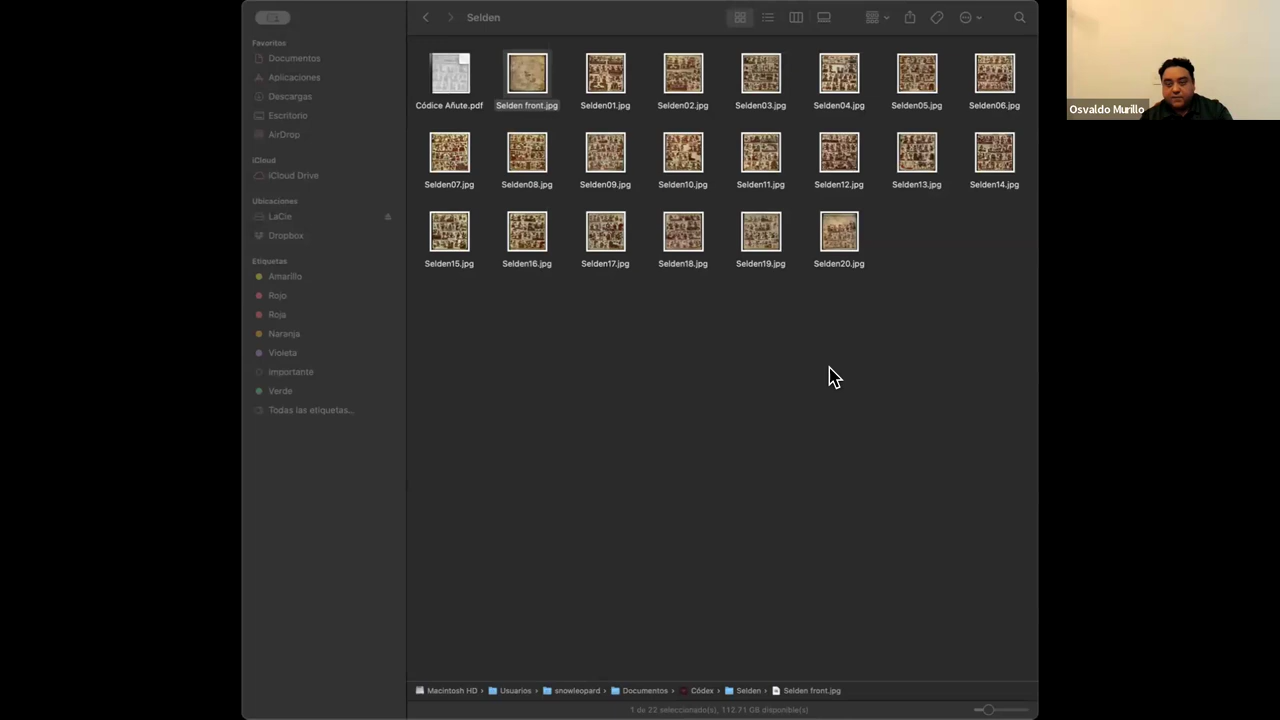 Selden
Favoritos
Documentos
Aplicaciones
Descargas
Escritorio
AirDrop
iCloud
iCloud Drive
Ubicaciones
LaCie
Dropbox
Etiquetas
Amarillo
Rojo
Roja
Naranja
Violeta
importante
Verde
Todas las etiquetas...
Códice Añute.pdf
Selden front.jpg
Selden01.jpg
Selden02.jpg
Selden03.jpg
Selden04.jpg
Selden05.jpg
Selden06.jpg
Selden07.jpg
Selden08.jpg
Selden09.jpg
Selden10.jpg
Selden11.jpg
Selden12.jpg
Selden13.jpg
Selden14.jpg
Selden15.jpg
Selden16.jpg
Selden17.jpg
Selden18.jpg
Selden19.jpg
Selden20.jpg
Macintosh HD › Usuarios › snowleopard › Documentos › Códex › Selden › Selden front.jpg
1 de 22 seleccionado(s), 112.71 GB disponible(s)
Osvaldo Murillo